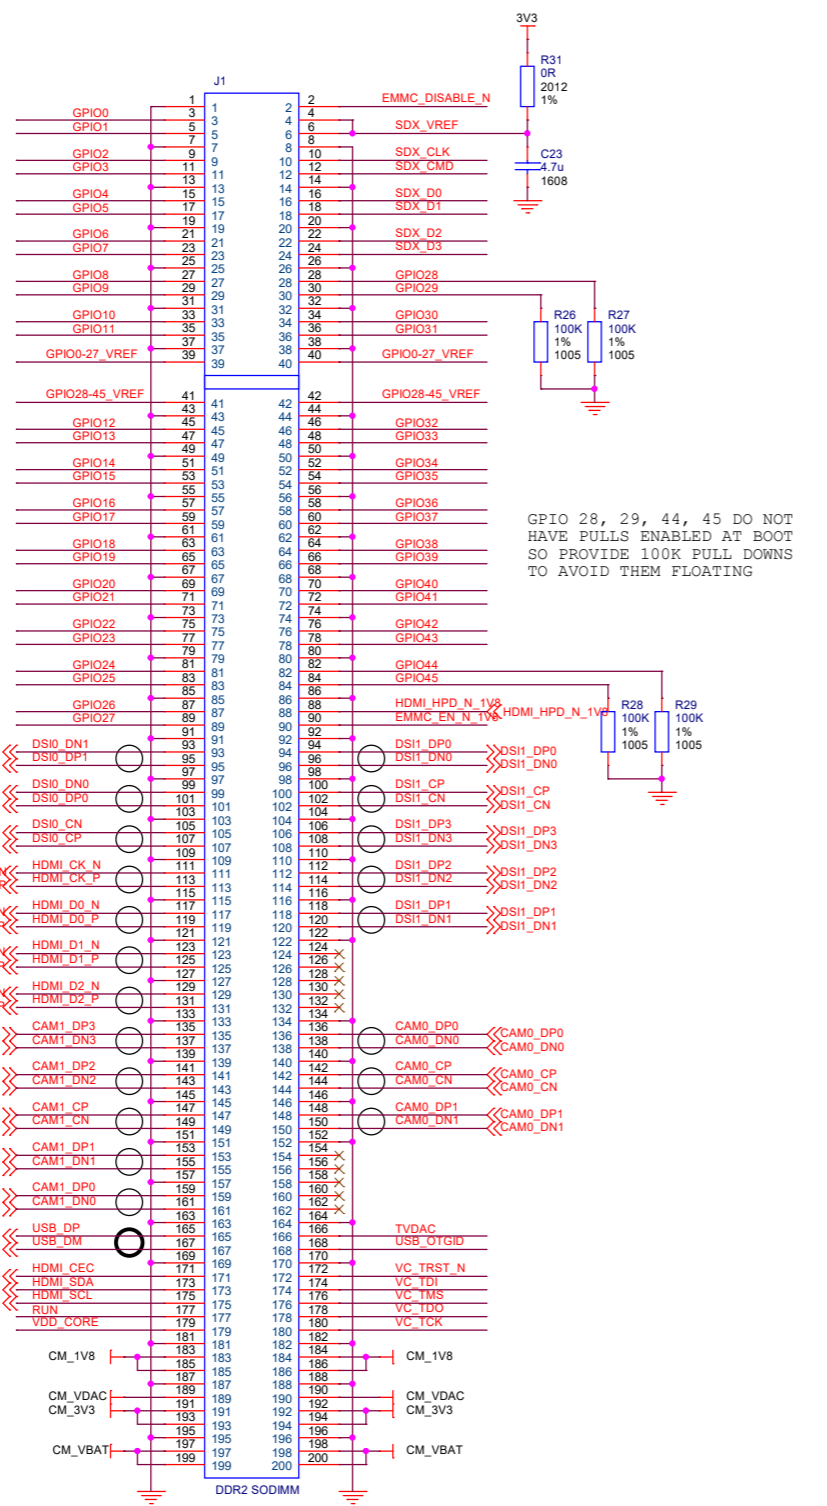 3V3
R31
0R
2012
1%
J1
1 1 2 2 EMMC_DISABLE_N
GPIO0 3 3 4 4
GPIO1 5 5 6 6 SDX_VREF
7 7 8 8
GPIO2 9 9 10 10 SDX_CLK
GPIO3 11 11 12 12 SDX_CMD
C23
4.7u
1608
13 13 14 14
GPIO4 15 15 16 16 SDX_D0
GPIO5 17 17 18 18 SDX_D1
19 19 20 20
GPIO6 21 21 22 22 SDX_D2
GPIO7 23 23 24 24 SDX_D3
25 25 26 26
GPIO8 27 27 28 28 GPIO28
GPIO9 29 29 30 30 GPIO29
31 31 32 32
GPIO10 33 33 34 34 GPIO30
GPIO11 35 35 36 36 GPIO31
R26
100K
1%
1005
R27
100K
1%
1005
37 37 38 38
GPIO0-27_VREF 39 39 40 40 GPIO0-27_VREF
GPIO28-45_VREF 41 41 42 42 GPIO28-45_VREF
43 43 44 44
GPIO12 45 45 46 46 GPIO32
GPIO13 47 47 48 48 GPIO33
49 49 50 50
GPIO14 51 51 52 52 GPIO34
GPIO15 53 53 54 54 GPIO35
55 55 56 56
GPIO16 57 57 58 58 GPIO36
GPIO17 59 59 60 60 GPIO37
GPIO 28, 29, 44, 45 DO NOT
HAVE PULLS ENABLED AT BOOT
SO PROVIDE 100K PULL DOWNS
TO AVOID THEM FLOATING
61 61 62 62
GPIO18 63 63 64 64 GPIO38
GPIO19 65 65 66 66 GPIO39
67 67 68 68
GPIO20 69 69 70 70 GPIO40
GPIO21 71 71 72 72 GPIO41
73 73 74 74
GPIO22 75 75 76 76 GPIO42
GPIO23 77 77 78 78 GPIO43
79 79 80 80
GPIO24 81 81 82 82 GPIO44
GPIO25 83 83 84 84 GPIO45
85 85 86 86
GPIO26 87 87 88 88 HDMI_HPD_N_1V8 HDMI_HPD_N_1V8
GPIO27 89 89 90 90 EMMC_EN_N_1V8
R28
100K
1%
1005
R29
100K
1%
1005
91 91 92 92
DSI0_DN1 93 93 94 94 DSI1_DP0 DSI1_DP0
DSI0_DP1 95 95 96 96 DSI1_DN0 DSI1_DN0
97 97 98 98
DSI0_DN0 99 99 100 100 DSI1_CP DSI1_CP
DSI0_DP0 101 101 102 102 DSI1_CN DSI1_CN
103 103 104 104
DSI0_CN 105 105 106 106 DSI1_DP3 DSI1_DP3
DSI0_CP 107 107 108 108 DSI1_DN3 DSI1_DN3
109 109 110 110
HDMI_CK_N 111 111 112 112 DSI1_DP2 DSI1_DP2
HDMI_CK_P 113 113 114 114 DSI1_DN2 DSI1_DN2
115 115 116 116
HDMI_D0_N 117 117 118 118 DSI1_DP1 DSI1_DP1
HDMI_D0_P 119 119 120 120 DSI1_DN1 DSI1_DN1
121 121 122 122
HDMI_D1_N 123 123 124 124
HDMI_D1_P 125 125 126 126
127 127 128 128
HDMI_D2_N 129 129 130 130
HDMI_D2_P 131 131 132 132
133 133 134 134
CAM1_DP3 135 135 136 136 CAM0_DP0 CAM0_DP0
CAM1_DN3 137 137 138 138 CAM0_DN0 CAM0_DN0
139 139 140 140
CAM1_DP2 141 141 142 142 CAM0_CP CAM0_CP
CAM1_DN2 143 143 144 144 CAM0_CN CAM0_CN
145 145 146 146
CAM1_CP 147 147 148 148 CAM0_DP1 CAM0_DP1
CAM1_CN 149 149 150 150 CAM0_DN1 CAM0_DN1
151 151 152 152
CAM1_DP1 153 153 154 154
CAM1_DN1 155 155 156 156
157 157 158 158
CAM1_DP0 159 159 160 160
CAM1_DN0 161 161 162 162
163 163 164 164
USB_DP 165 165 166 166 TVDAC
USB_DM 167 167 168 168 USB_OTGID
169 169 170 170
HDMI_CEC 171 171 172 172 VC_TRST_N
HDMI_SDA 173 173 174 174 VC_TDI
HDMI_SCL 175 175 176 176 VC_TMS
RUN 177 177 178 178 VC_TDO
VDD_CORE 179 179 180 180 VC_TCK
181 181 182 182
CM_1V8 183 183 184 184 CM_1V8
185 185 186 186
187 187 188 188
CM_VDAC 189 189 190 190 CM_VDAC
CM_3V3 191 191 192 192 CM_3V3
193 193 194 194
195 195 196 196
CM_VBAT 197 197 198 198 CM_VBAT
199 199 200 200
DDR2 SODIMM